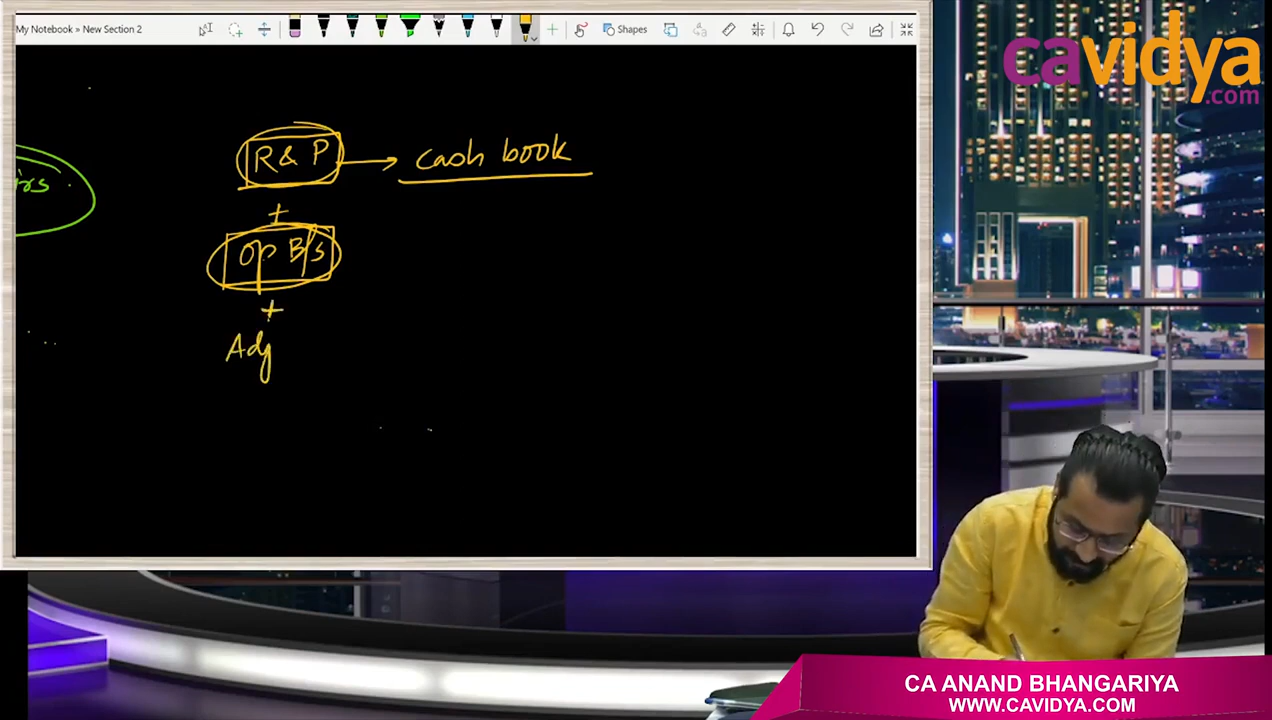 My Notebook » New Section 2
Shapes
cavidya
.com
R & P → cash book
+
Op B/s
+
Adj
CA ANAND BHANGARIYA
WWW.CAVIDYA.COM